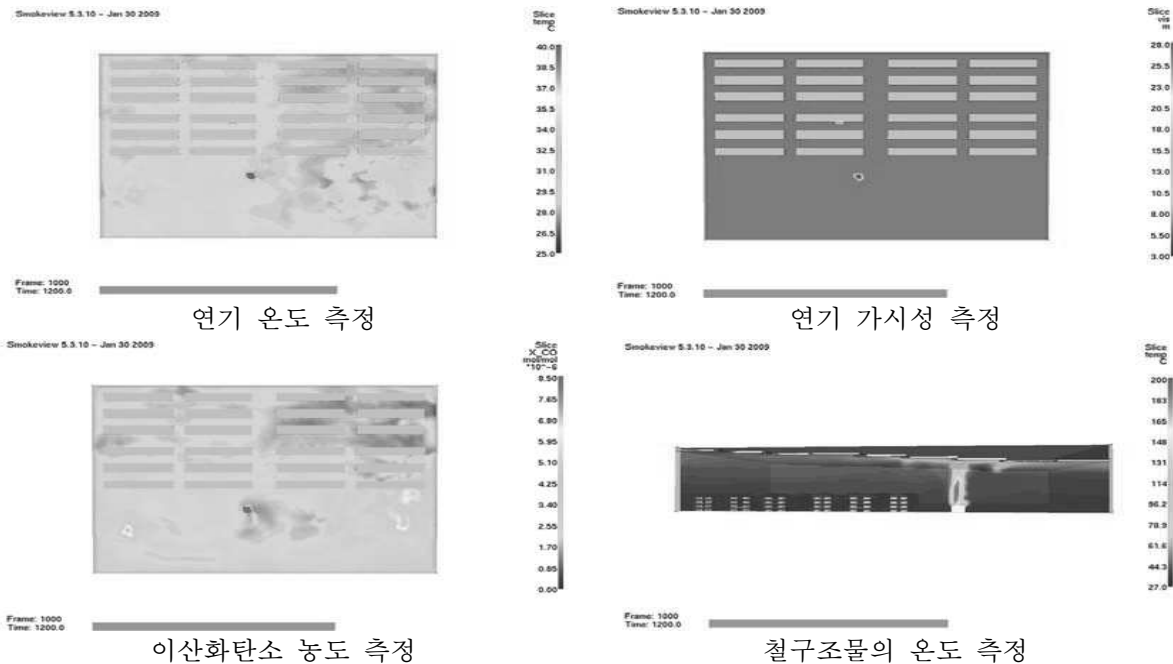 Smokeview 5.3.10 – Jan 30 2009
Slice
temp
C
40.0
38.5
37.0
35.5
34.0
32.5
31.0
29.5
28.0
26.5
25.0
Frame: 1000
Time: 1200.0
연기 온도 측정
Smokeview 5.3.10 – Jan 30 2009
Slice
vis
m
28.0
25.5
23.0
20.5
18.0
15.5
13.0
10.5
8.00
5.50
3.00
Frame: 1000
Time: 1200.0
연기 가시성 측정
Smokeview 5.3.10 – Jan 30 2009
Slice
X_CO
mol/mol
*10^-6
8.50
7.65
6.80
5.95
5.10
4.25
3.40
2.55
1.70
0.85
0.00
Frame: 1000
Time: 1200.0
이산화탄소 농도 측정
Smokeview 5.3.10 – Jan 30 2009
Slice
temp
C
200
183
165
148
131
114
96.2
78.9
61.6
44.3
27.0
Frame: 1000
Time: 1200.0
철구조물의 온도 측정